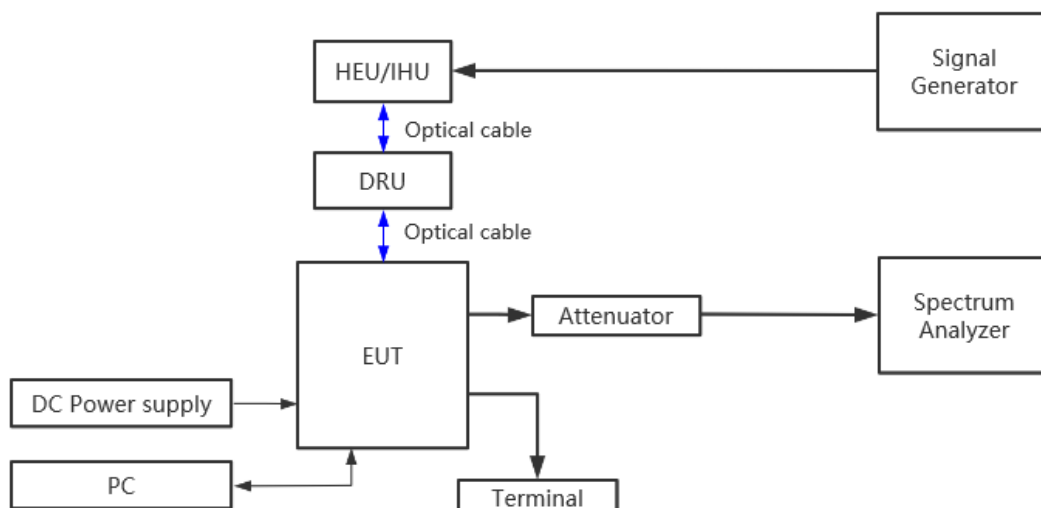 HEU/IHU
Signal
Generator
Optical cable
DRU
Optical cable
EUT
Attenuator
Spectrum
Analyzer
DC Power supply
PC
Terminal